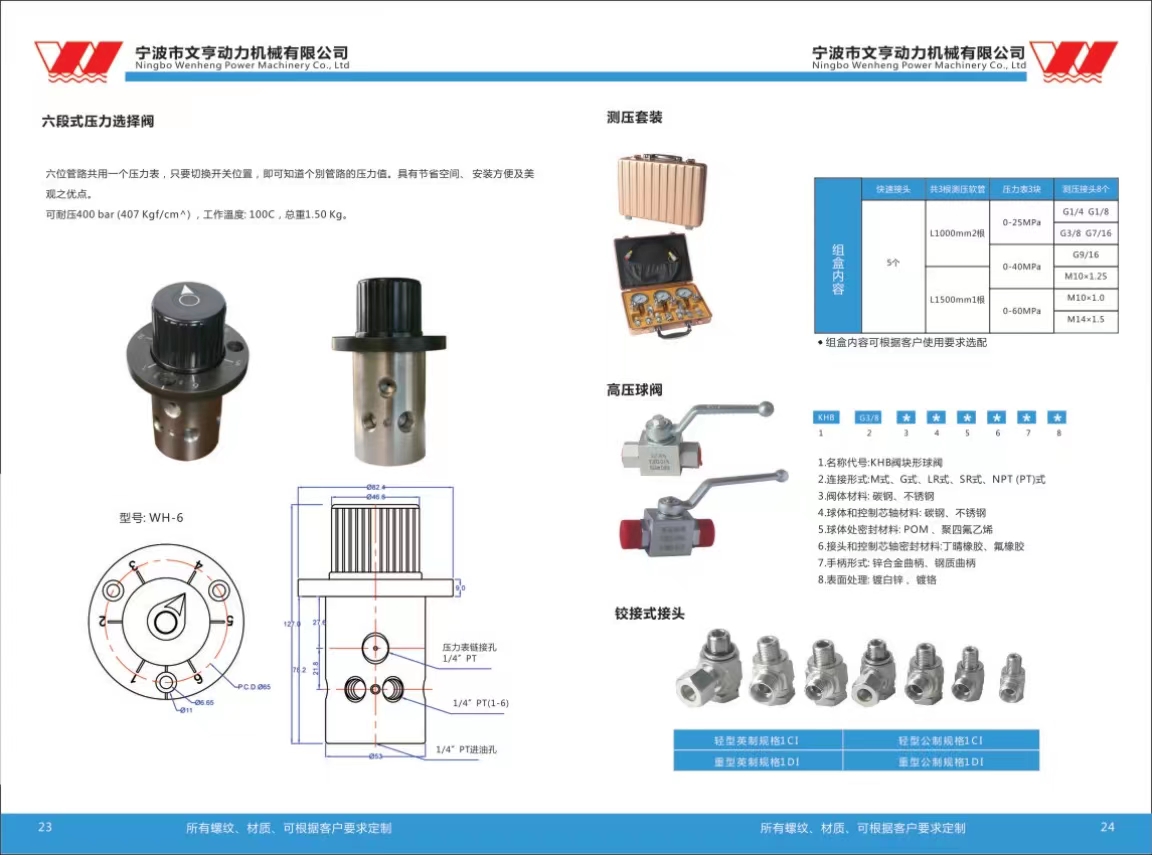 宁波市文亨动力机械有限公司
Ningbo Wenheng Power Machinery Co., Ltd
六段式压力选择阀
六位管路共用一个压力表，只要切换开关位置，即可知道个别管路的压力值。具有节省空间、 安装方便及美
观之优点。
可耐压400 bar (407 Kgf/cm^) ，工作温度: 100C，总重1.50 Kg。
型号: WH-6
3
4
2
5
1
6
P.C.D.Ø65
Ø6.65
Ø11
Ø82.4
Ø46.6
9.0
127.0
27.6
78.2
21.8
压力表链接孔
1/4" PT
1/4" PT(1-6)
1/4" PT进油孔
Ø53
23
所有螺纹、材质、可根据客户要求定制
宁波市文亨动力机械有限公司
Ningbo Wenheng Power Machinery Co., Ltd
测压套装
快速接头 共3根测压软管 压力表3块 测压接头8个
组盒内容
5个
L1000mm2根
L1500mm1根
0-25MPa
0-40MPa
0-60MPa
G1/4 G1/8
G3/8 G7/16
G9/16
M10×1.25
M10×1.0
M14×1.5
◆ 组盒内容可根据客户使用要求选配
高压球阀
KHB G3/8 * * * * * *
1 2 3 4 5 6 7 8
1.名称代号:KHB阀块形球阀
2.连接形式:M式、G式、LR式、SR式、NPT (PT)式
3.阀体材料: 碳钢、不锈钢
4.球体和控制芯轴材料: 碳钢、不锈钢
5.球体处密封材料: POM 、聚四氟乙烯
6.接头和控制芯轴密封材料:丁晴橡胶、氟橡胶
7.手柄形式: 锌合金曲柄、钢质曲柄
8.表面处理: 镀白锌 、镀铬
铰接式接头
轻型英制规格1CI 轻型公制规格1CI
重型英制规格1DI 重型公制规格1DI
所有螺纹、材质、可根据客户要求定制
24